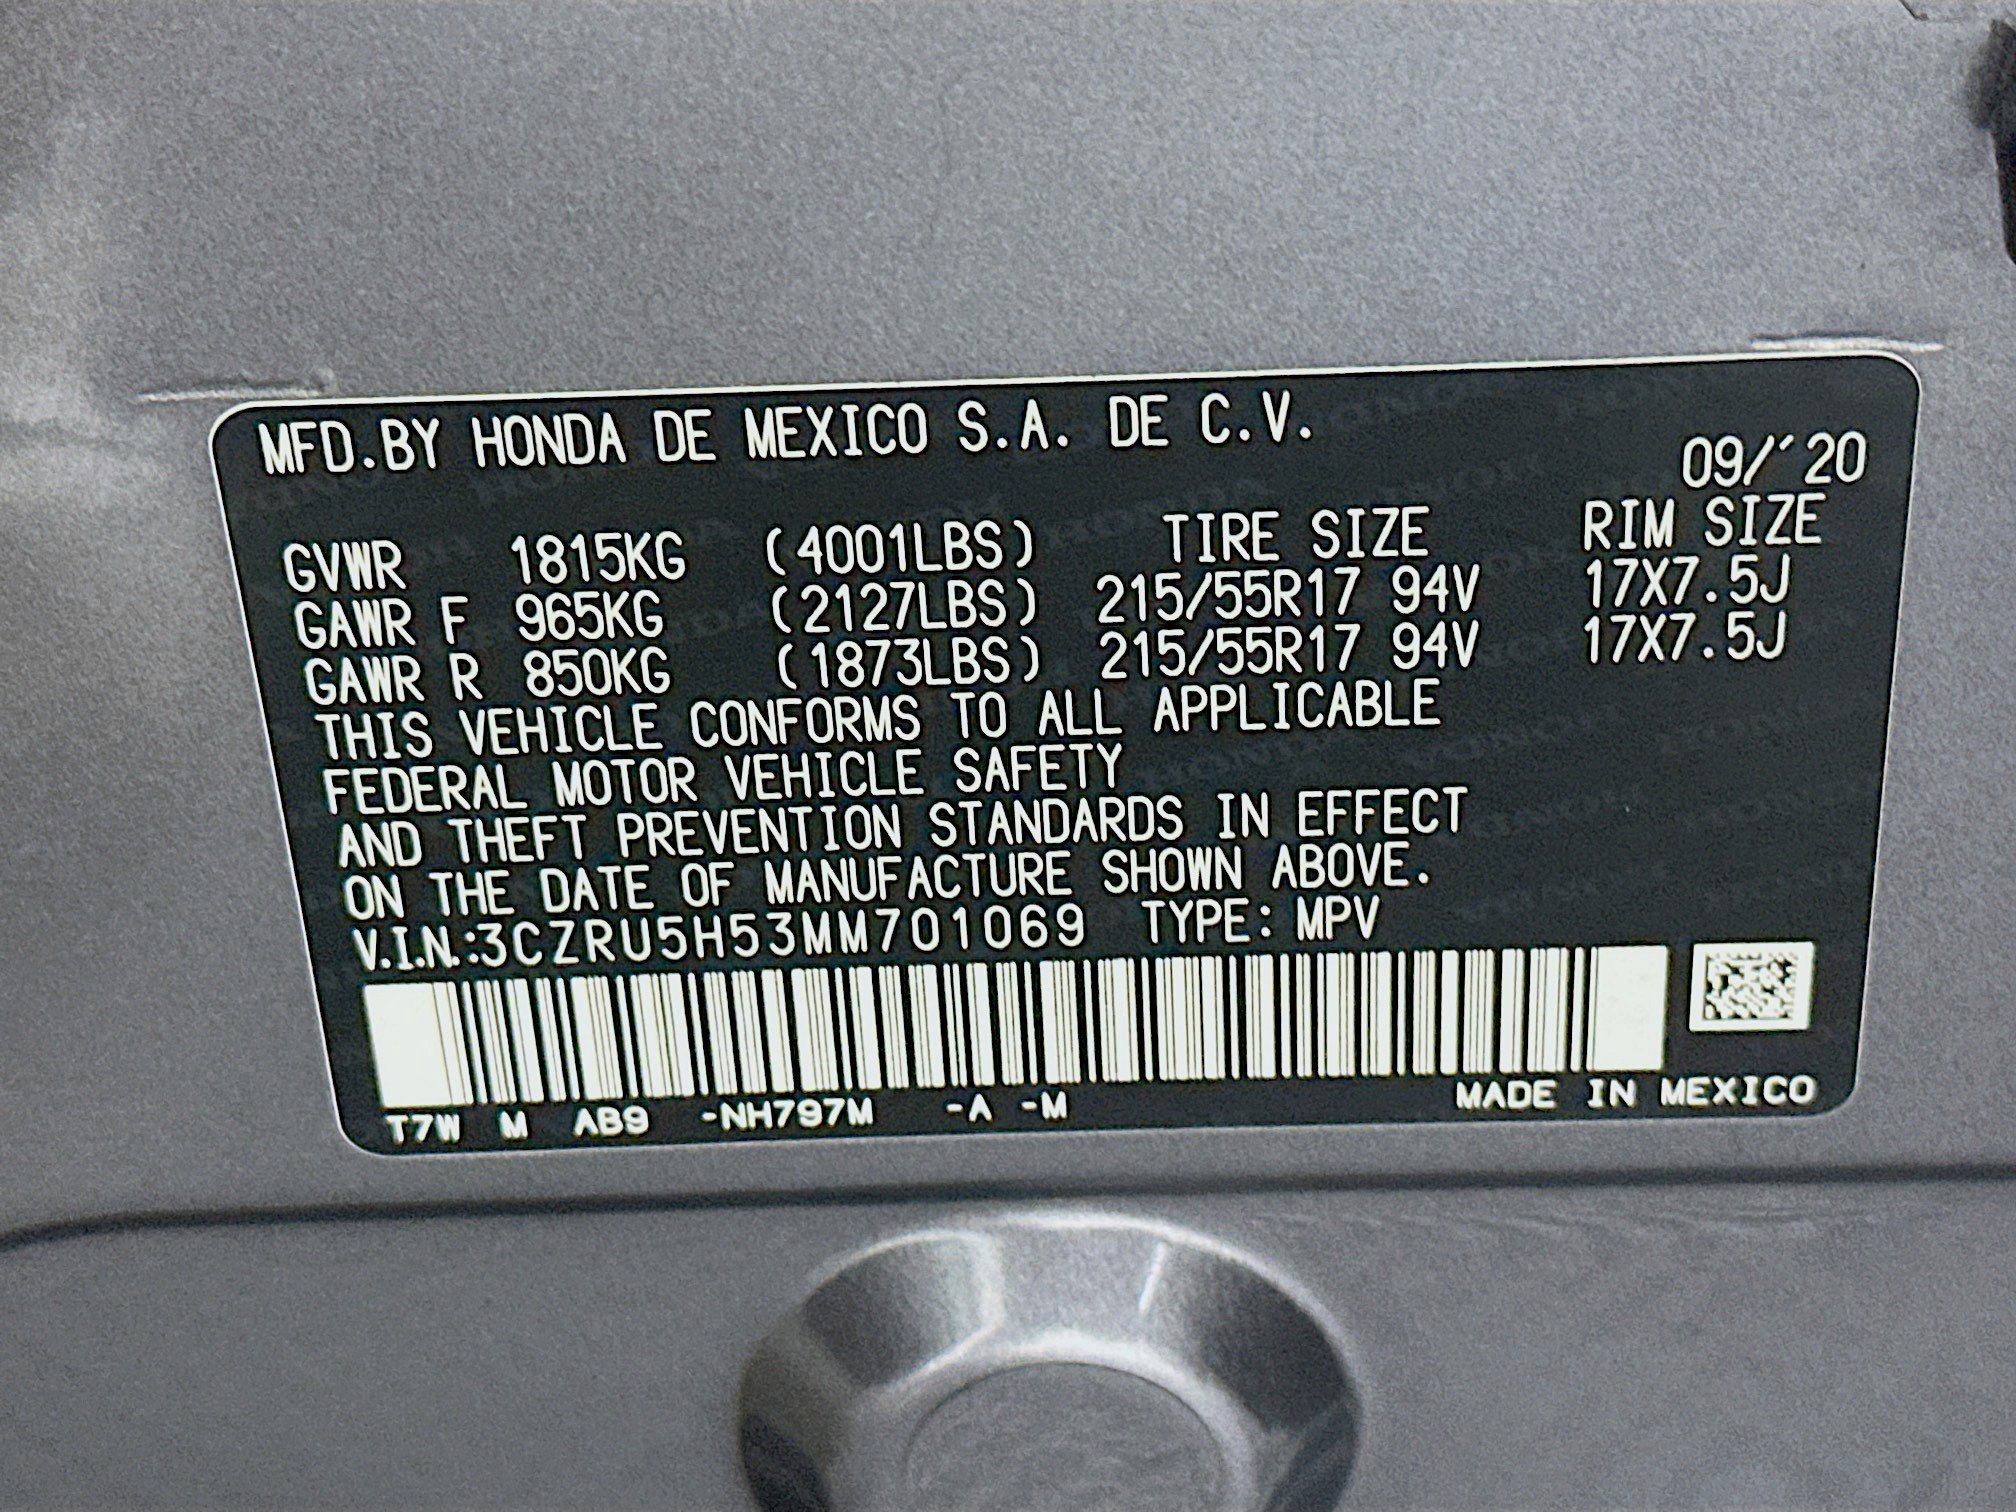 MFD.BY HONDA DE MEXICO S.A. DE C.V.
09/´20
GVWR 1815KG (4001LBS) TIRE SIZE RIM SIZE
GAWR F 965KG (2127LBS) 215/55R17 94V 17X7.5J
GAWR R 850KG (1873LBS) 215/55R17 94V 17X7.5J
THIS VEHICLE CONFORMS TO ALL APPLICABLE
FEDERAL MOTOR VEHICLE SAFETY
AND THEFT PREVENTION STANDARDS IN EFFECT
ON THE DATE OF MANUFACTURE SHOWN ABOVE.
V.I.N.:3CZRU5H53MM701069 TYPE: MPV
T7W M AB9 -NH797M -A -M MADE IN MEXICO